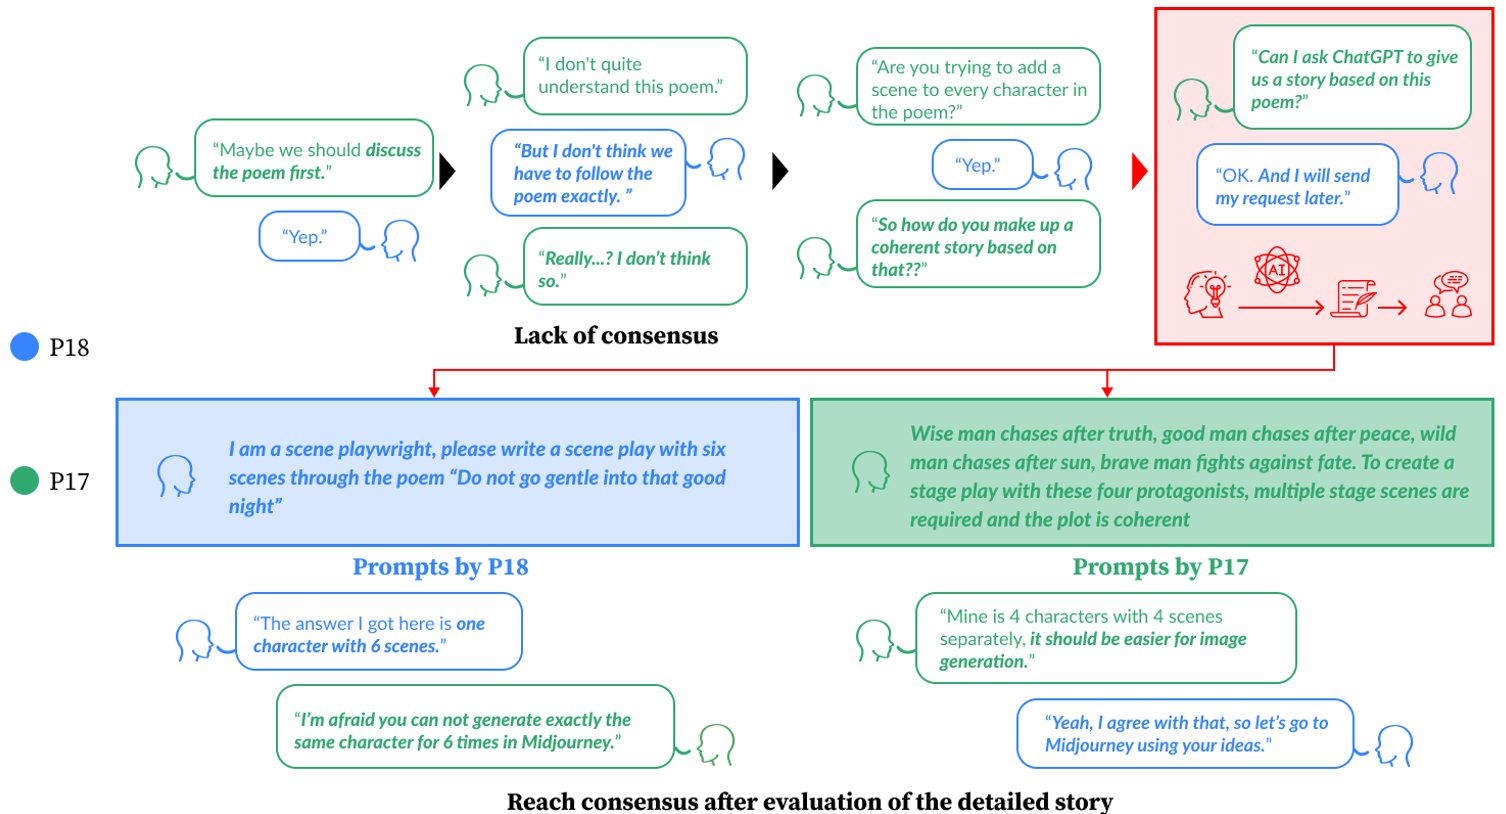 “Maybe we should discuss
the poem first.”
“Yep.”
“I don't quite
understand this poem.”
“But I don't think we
have to follow the
poem exactly. ”
“Really...? I don’t think
so.”
“Are you trying to add a
scene to every character in
the poem?”
“Yep.”
“So how do you make up a
coherent story based on
that??”
“Can I ask ChatGPT to give
us a story based on this
poem?”
“OK. And I will send
my request later.”
AI
Lack of consensus
P18
P17
I am a scene playwright, please write a scene play with six
scenes through the poem “Do not go gentle into that good
night”
Prompts by P18
Wise man chases after truth, good man chases after peace, wild
man chases after sun, brave man fights against fate. To create a
stage play with these four protagonists, multiple stage scenes are
required and the plot is coherent
Prompts by P17
“The answer I got here is one
character with 6 scenes.”
“I’m afraid you can not generate exactly the
same character for 6 times in Midjourney.”
“Mine is 4 characters with 4 scenes
separately, it should be easier for image
generation.”
“Yeah, I agree with that, so let’s go to
Midjourney using your ideas.”
Reach consensus after evaluation of the detailed story